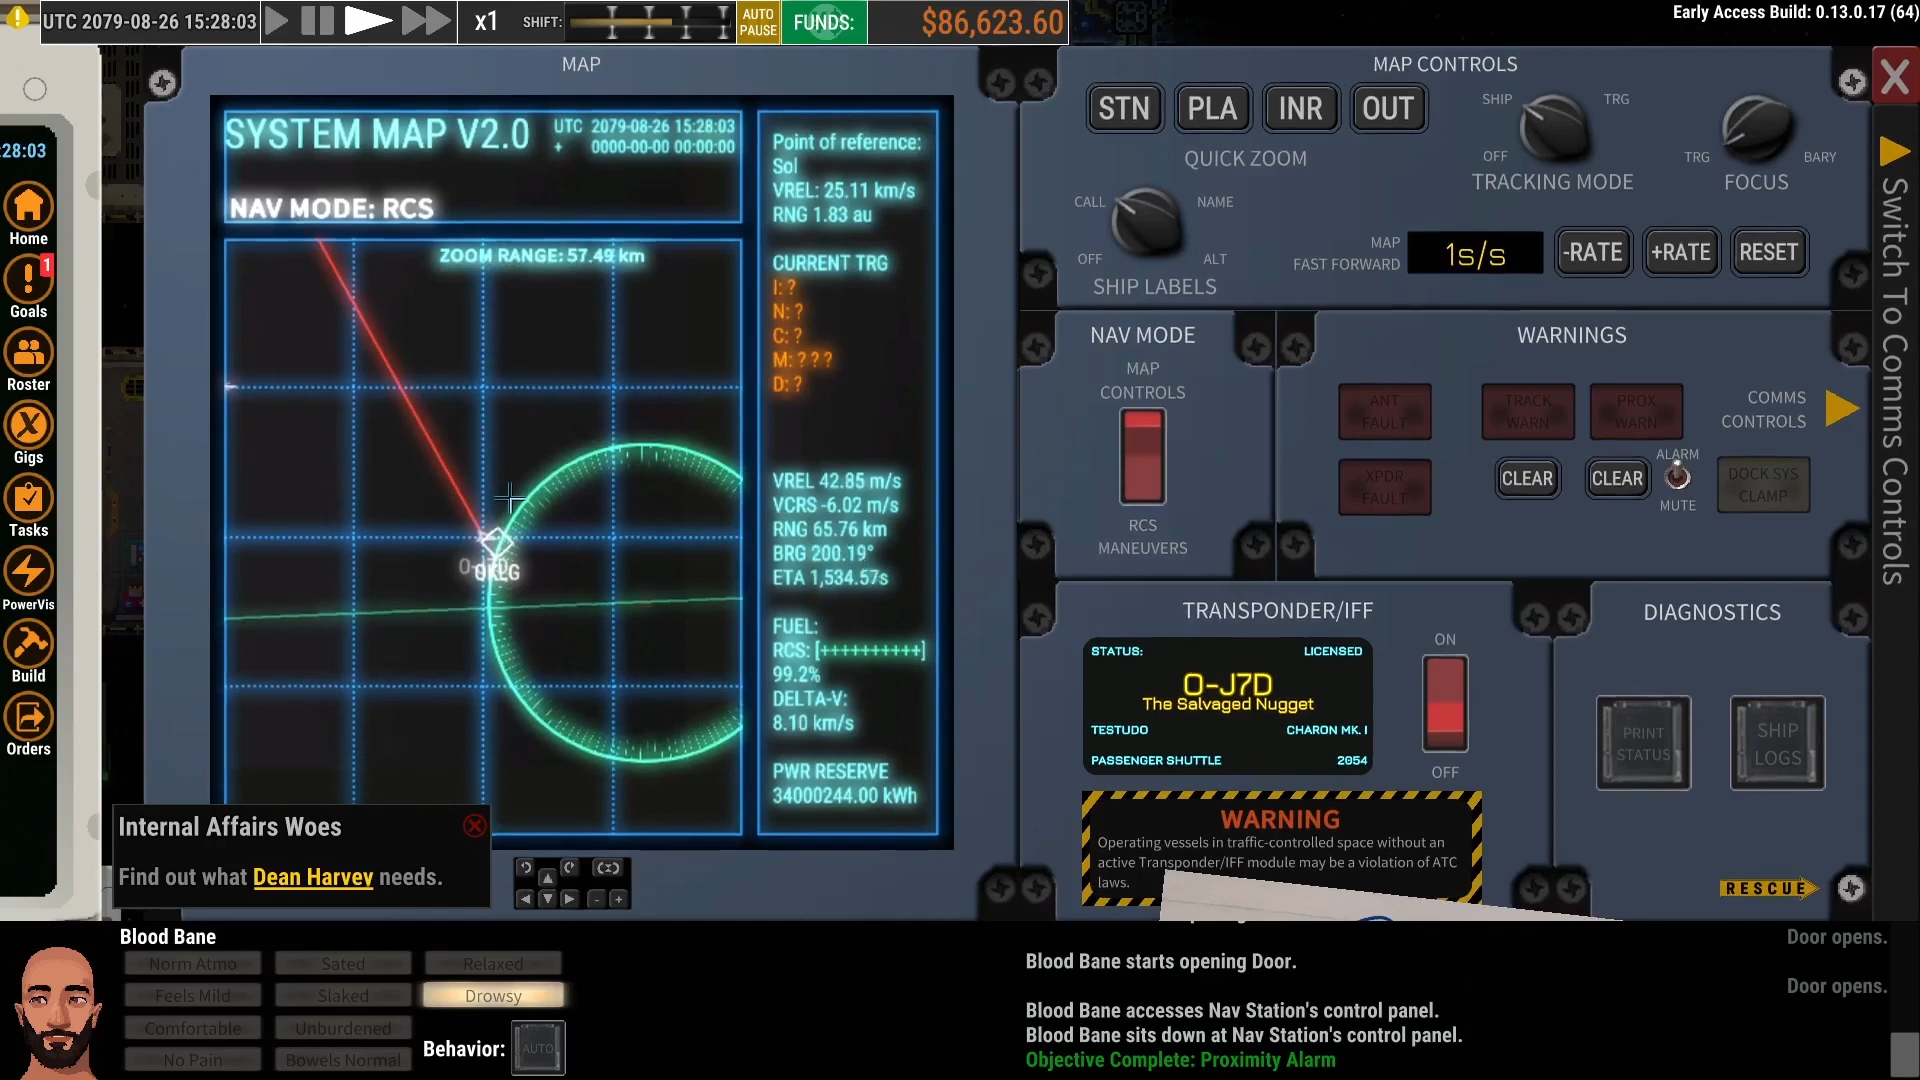 UTC 2079-08-26 15:28:03
x1
SHIFT:
AUTO PAUSE
FUNDS:
$86,623.60
Early Access Build: 0.13.0.17 (64)
MAP
SYSTEM MAP V2.0
UTC 2079-08-26 15:28:03
+ 0000-00-00 00:00:00
NAV MODE: RCS
ZOOM RANGE: 57.49 km
OKLG
Point of reference:
Sol
VREL: 25.11 km/s
RNG 1.83 au
CURRENT TRG
I: ?
N: ?
C: ?
M: ? ? ?
D: ?
VREL 42.85 m/s
VCRS -6.02 m/s
RNG 65.76 km
BRG 200.19°
ETA 1,534.57s
FUEL:
RCS: [++++++++++]
99.2%
DELTA-V:
8.10 km/s
PWR RESERVE
34000244.00 kWh
:28:03
Home
1
Goals
Roster
Gigs
Tasks
PowerVis
Build
Orders
MAP CONTROLS
STN
PLA
INR
OUT
QUICK ZOOM
SHIP
TRG
OFF
TRACKING MODE
TRG
BARY
FOCUS
CALL
NAME
OFF
ALT
SHIP LABELS
MAP
FAST FORWARD
1s/s
-RATE
+RATE
RESET
NAV MODE
MAP
CONTROLS
RCS
MANEUVERS
WARNINGS
ANT
FAULT
TRACK
WARN
PROX
WARN
XPDR
FAULT
CLEAR
CLEAR
ALARM
MUTE
COMMS
CONTROLS
DOCK SYS
CLAMP
Switch To Comms Controls
TRANSPONDER/IFF
STATUS:
LICENSED
O-J7D
The Salvaged Nugget
TESTUDO
CHARON MK. I
PASSENGER SHUTTLE
2054
ON
OFF
WARNING
Operating vessels in traffic-controlled space without an
active Transponder/IFF module may be a violation of ATC
laws.
DIAGNOSTICS
PRINT
STATUS
SHIP
LOGS
RESCUE
Internal Affairs Woes
Find out what Dean Harvey needs.
Blood Bane
Norm Atmo
Sated
Relaxed
Feels Mild
Slaked
Drowsy
Comfortable
Unburdened
No Pain
Bowels Normal
Behavior:
AUTO
Blood Bane starts opening Door.
Blood Bane accesses Nav Station's control panel.
Blood Bane sits down at Nav Station's control panel.
Objective Complete: Proximity Alarm
Door opens.
Door opens.